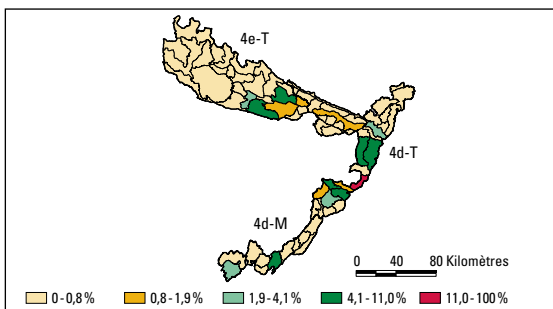 4e-T
4d-T
4d-M
0 40 80 Kilomètres
0 - 0,8 % 0,8 - 1,9 % 1,9 - 4,1 % 4,1 - 11,0 % 11,0 - 100 %